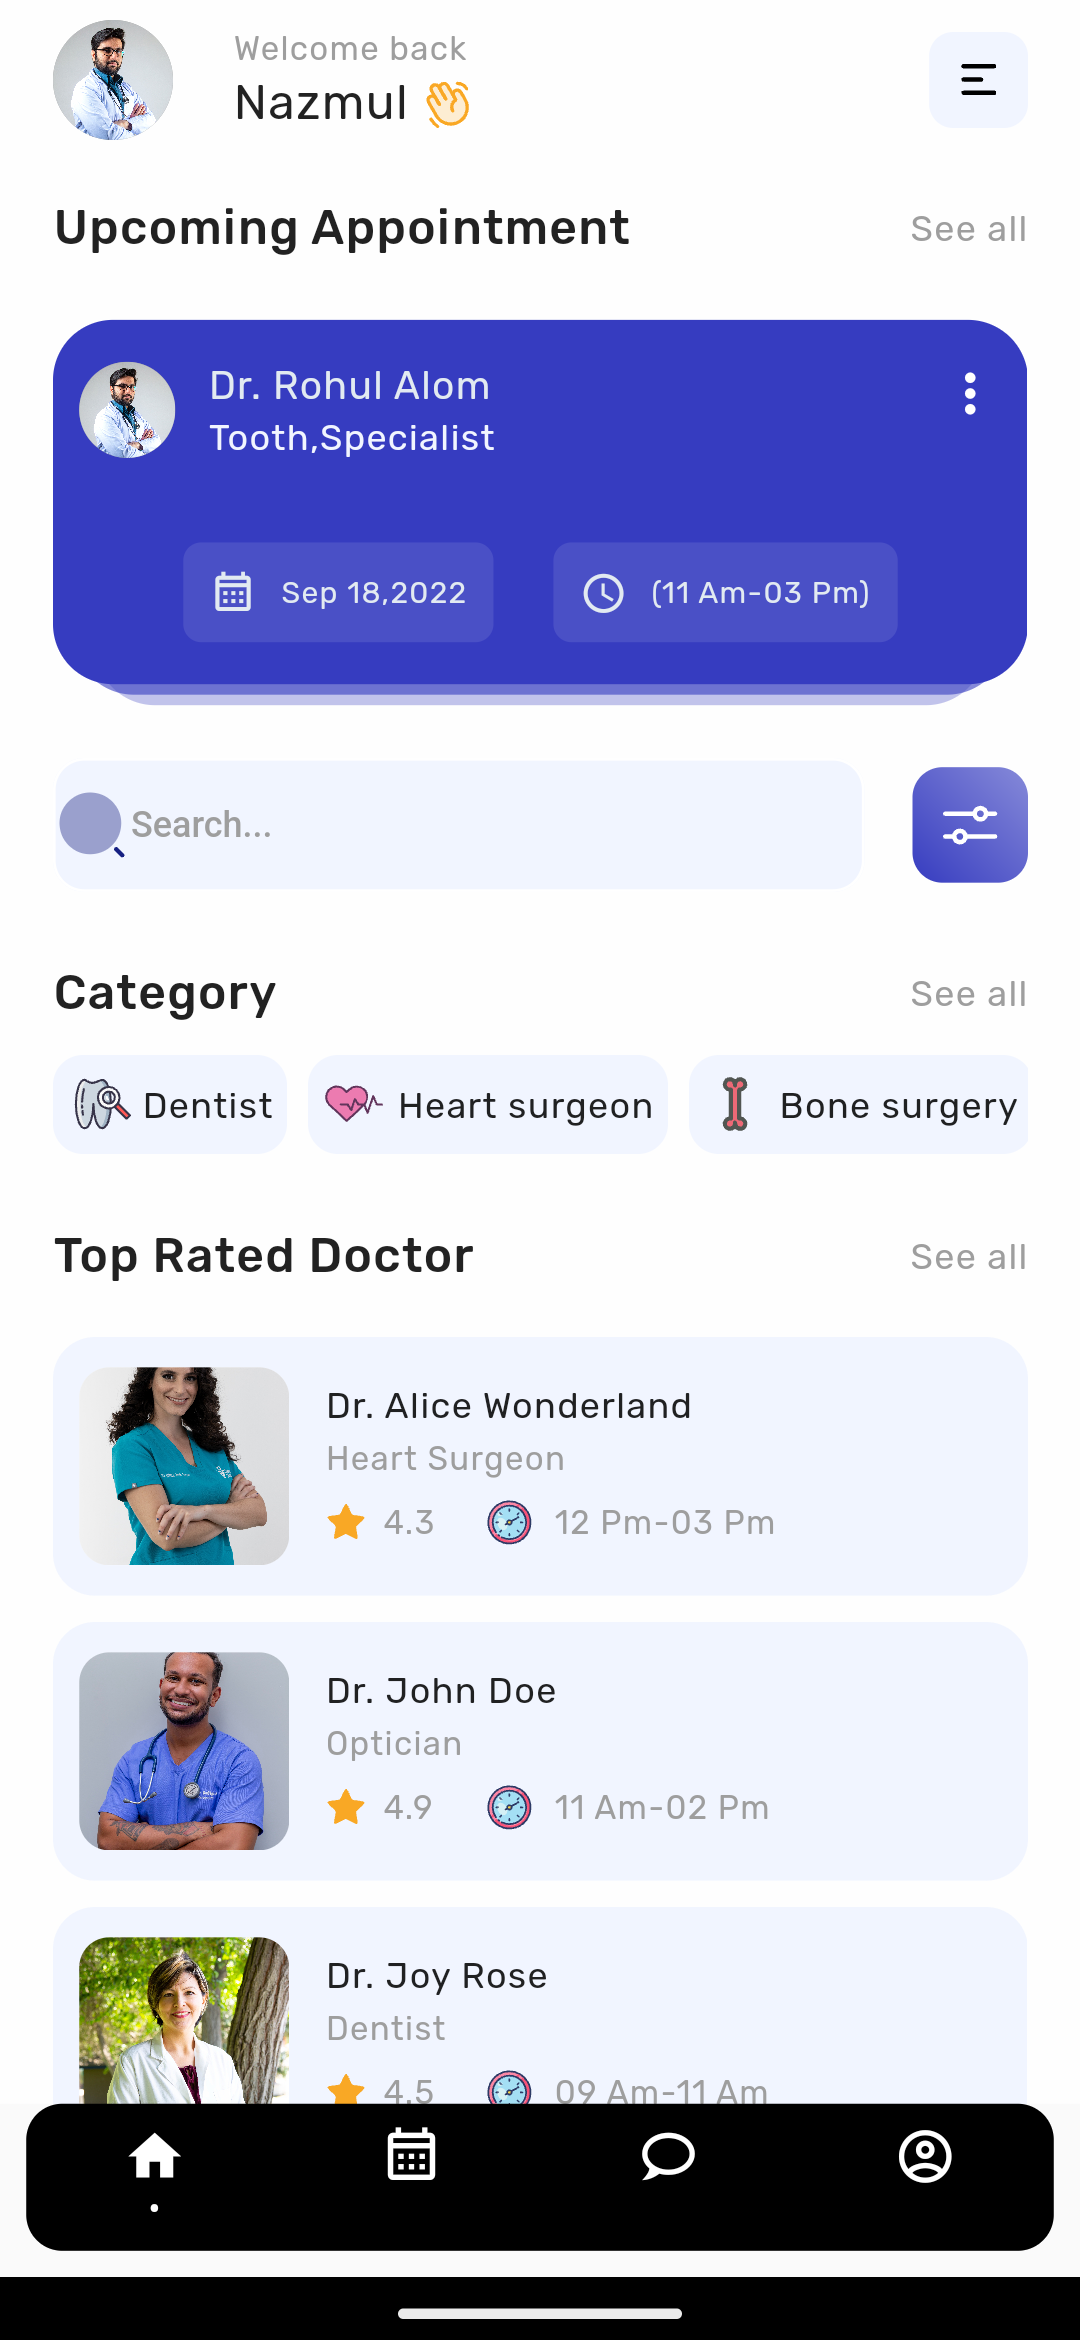 Welcome back
Nazmul 👋
Upcoming Appointment
See all
Dr. Rohul Alom
Tooth,Specialist
Sep 18,2022
(11 Am-03 Pm)
Search...
Category
See all
Dentist
Heart surgeon
Bone surgery
Top Rated Doctor
See all
Dr. Alice Wonderland
Heart Surgeon
4.3
12 Pm-03 Pm
Dr. John Doe
Optician
4.9
11 Am-02 Pm
Dr. Joy Rose
Dentist
4.5
09 Am-11 Am